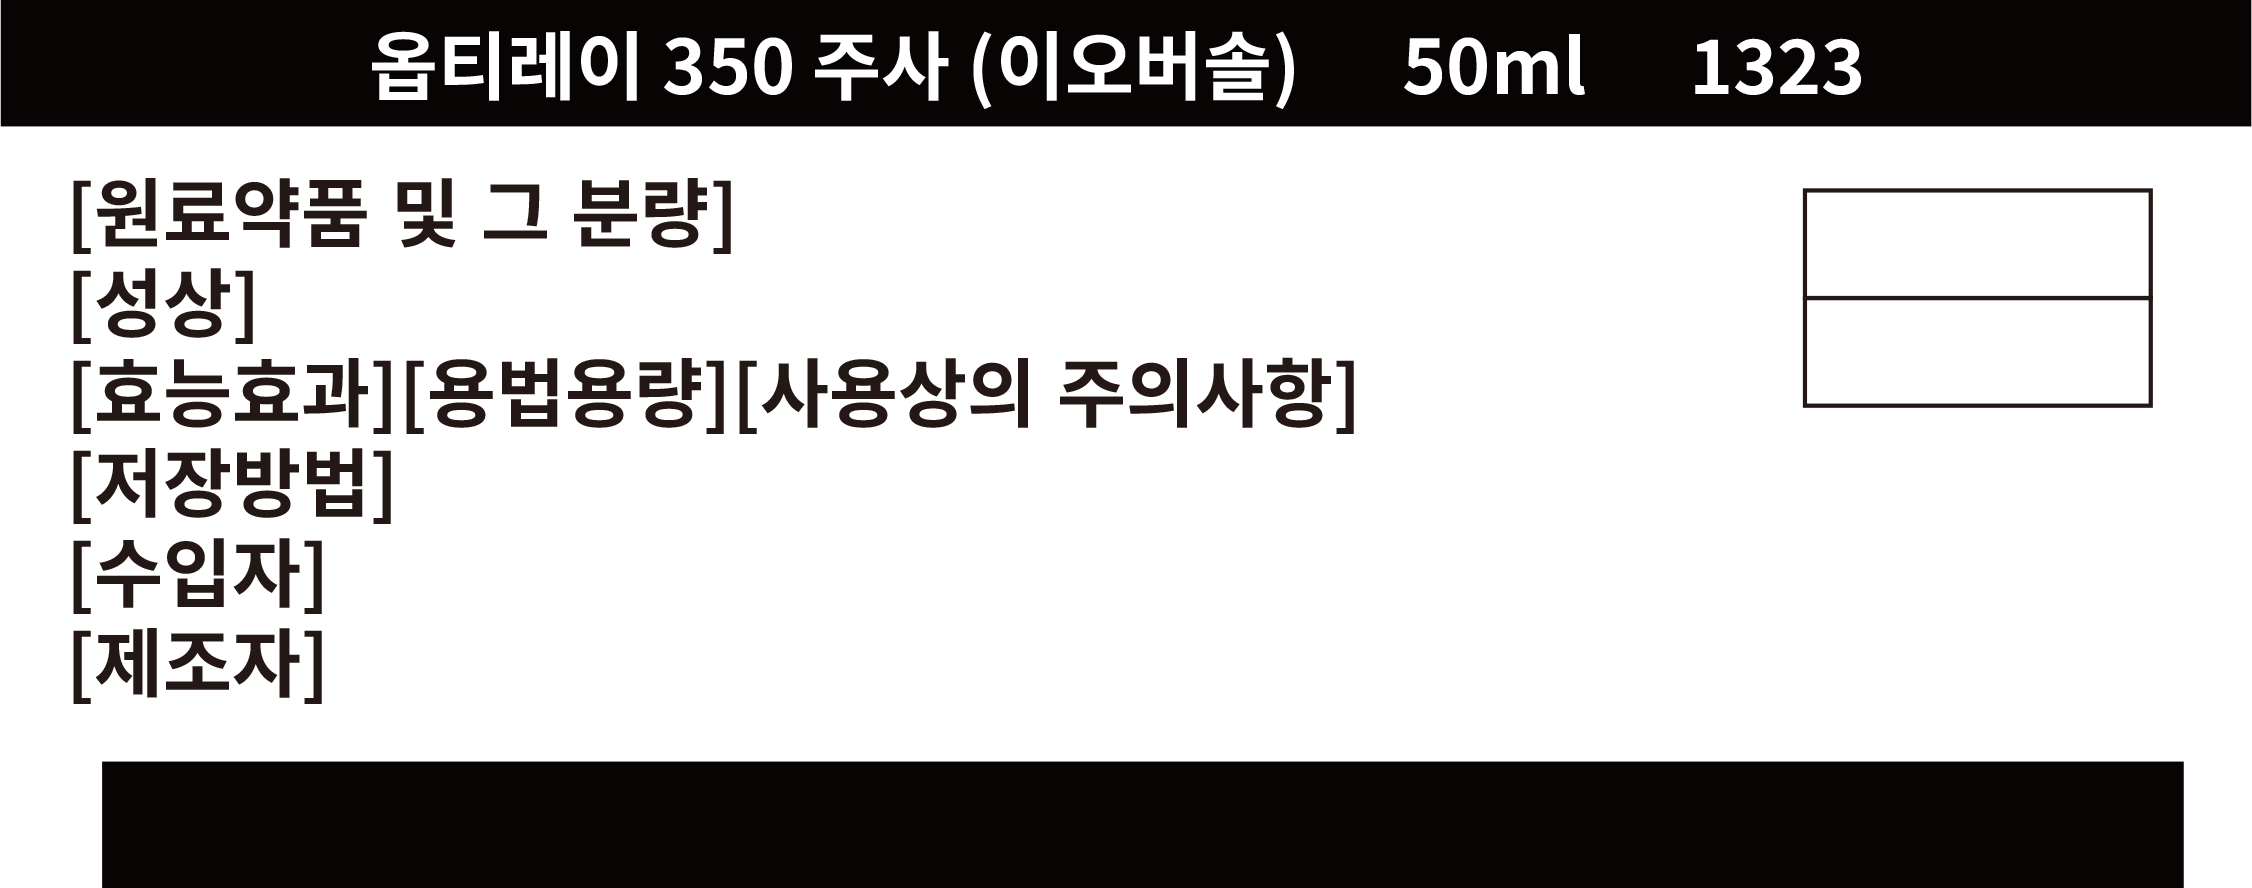 옵티레이 350 주사 (이오버솔) 50ml 1323
[원료약품 및 그 분량]
[성상]
[효능효과][용법용량][사용상의 주의사항]
[저장방법]
[수입자]
[제조자]